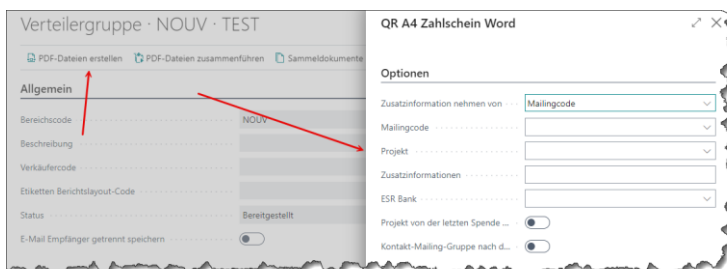 Verteilergruppe · NOUV · TEST
PDF-Dateien erstellen PDF-Dateien zusammenführen Sammeldokumente
Allgemein
Bereichscode NOUV
Beschreibung
Verkäufercode
Etiketten Berichtslayout-Code
Status Bereitgestellt
E-Mail Empfänger getrennt speichern
QR A4 Zahlschein Word
Optionen
Zusatzinformation nehmen von Mailingcode
Mailingcode
Projekt
Zusatzinformationen
ESR Bank
Projekt von der letzten Spende ...
Kontakt-Mailing-Gruppe nach d...